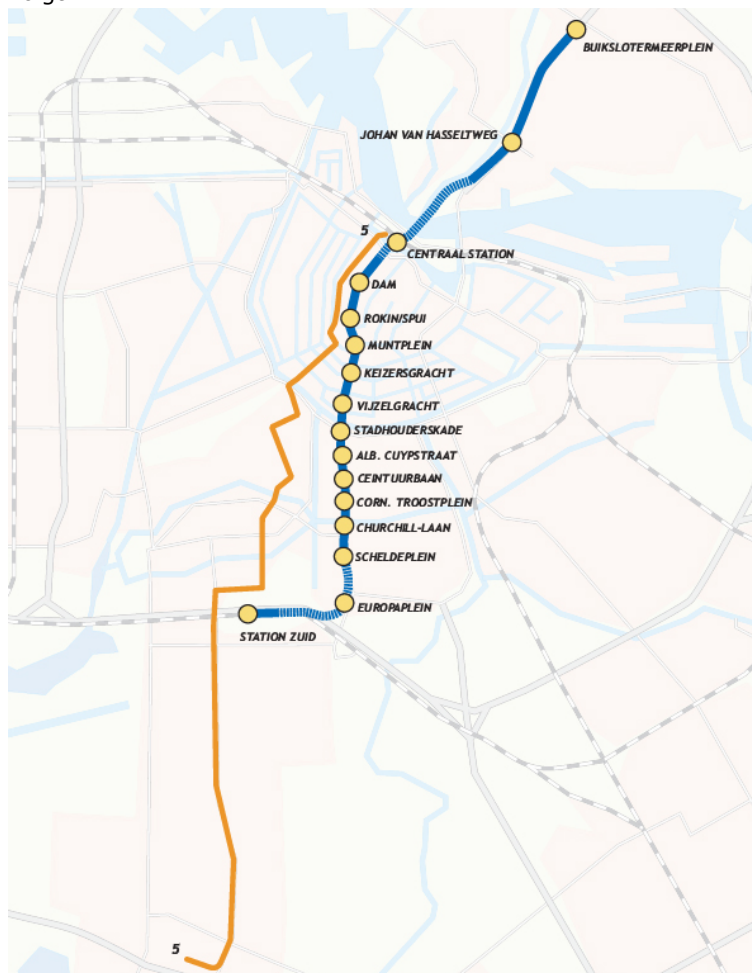 BUIKSLOTERMEERPLEIN
JOHAN VAN HASSELTWEG
5
CENTRAAL STATION
DAM
ROKIN/SPUI
MUNTPLEIN
KEIZERSGRACHT
VIJZELGRACHT
STADHOUDERSKADE
ALB. CUYPSTRAAT
CEINTUURBAAN
CORN. TROOSTPLEIN
CHURCHILL-LAAN
SCHELDEPLEIN
EUROPAPLEIN
STATION ZUID
5